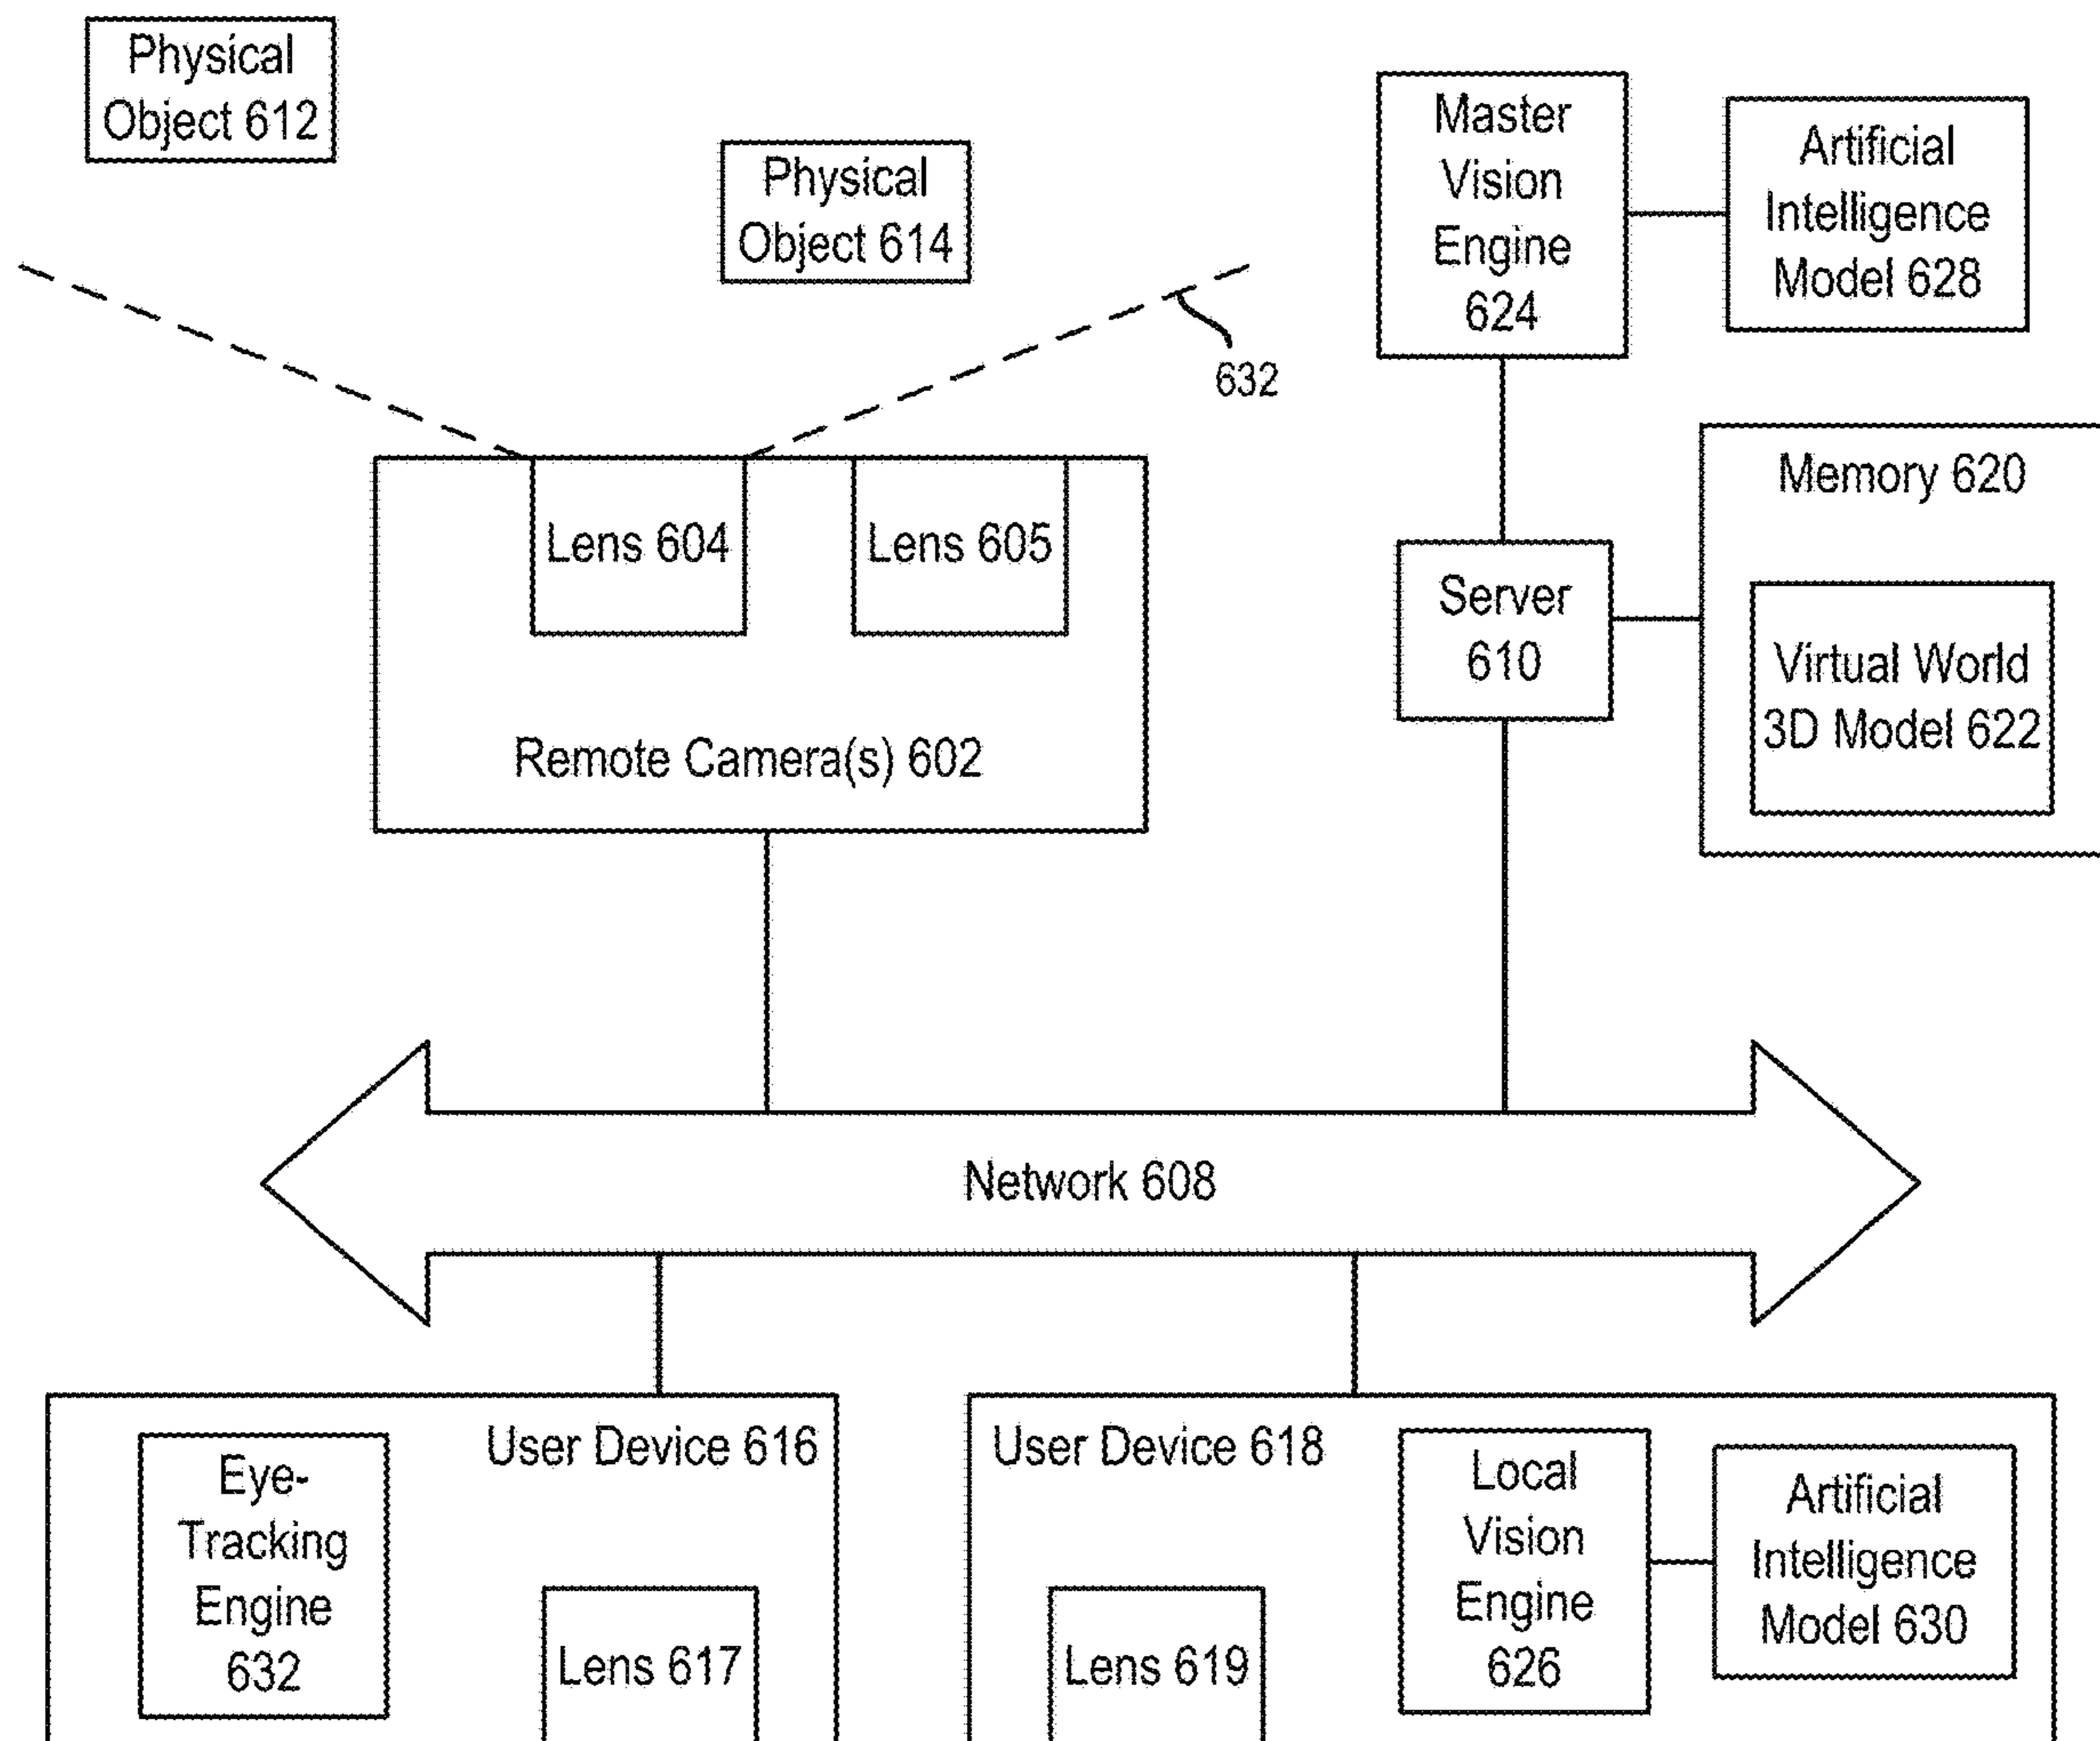 Physical
Object 612
Physical
Object 614
Master
Vision
Engine
624
Artificial
Intelligence
Model 628
632
Lens 604
Lens 605
Remote Camera(s) 602
Server
610
Memory 620
Virtual World
3D Model 622
Network 608
User Device 616
Eye-
Tracking
Engine
632
Lens 617
User Device 618
Lens 619
Local
Vision
Engine
626
Artificial
Intelligence
Model 630